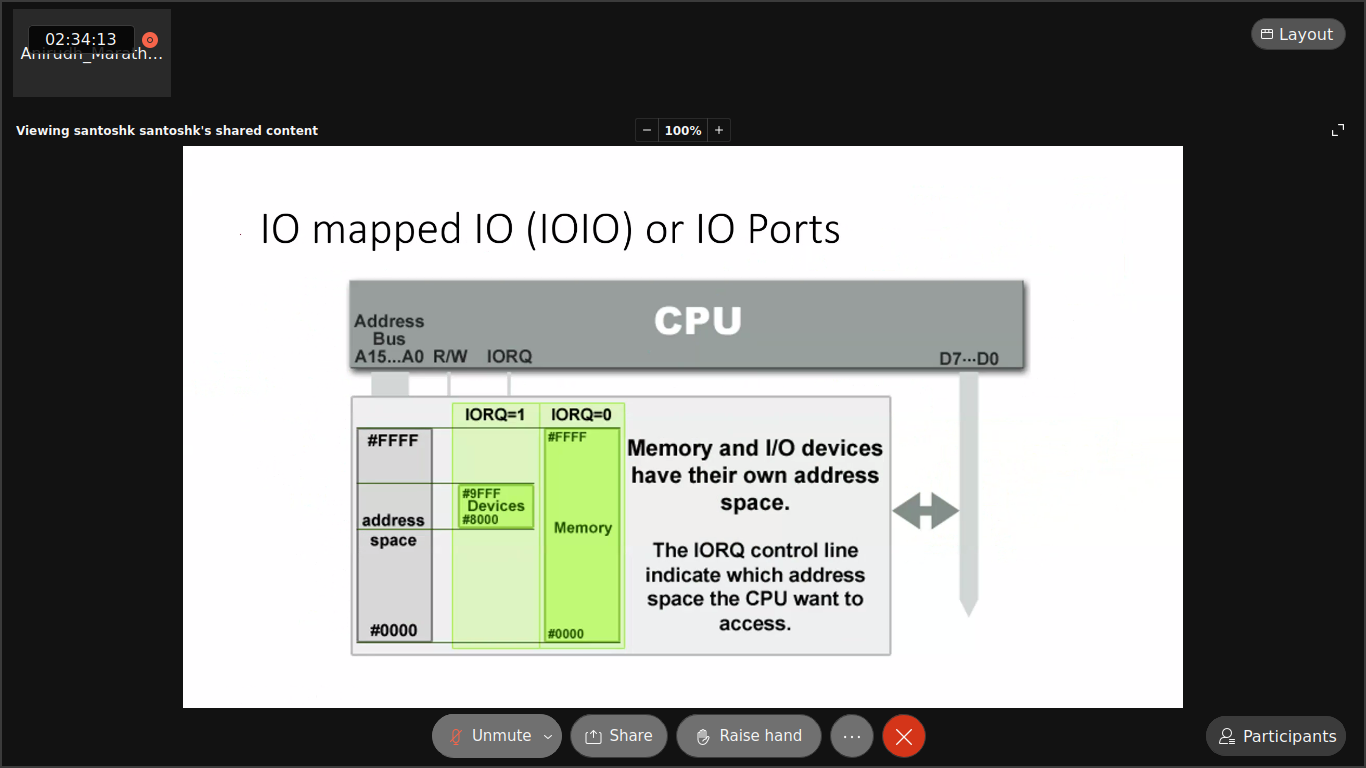 02:34:13
Anirudh_Marath...
Layout
Viewing santoshk santoshk's shared content
− 100% +
IO mapped IO (IOIO) or IO Ports
CPU
Address
Bus
A15...A0 R/W IORQ
D7...D0
IORQ=1 IORQ=0
#FFFF
#FFFF
#9FFF
Devices
#8000
address
space
Memory
#0000
#0000
Memory and I/O devices
have their own address
space.
The IORQ control line
indicate which address
space the CPU want to
access.
Unmute
Share
Raise hand
...
Participants